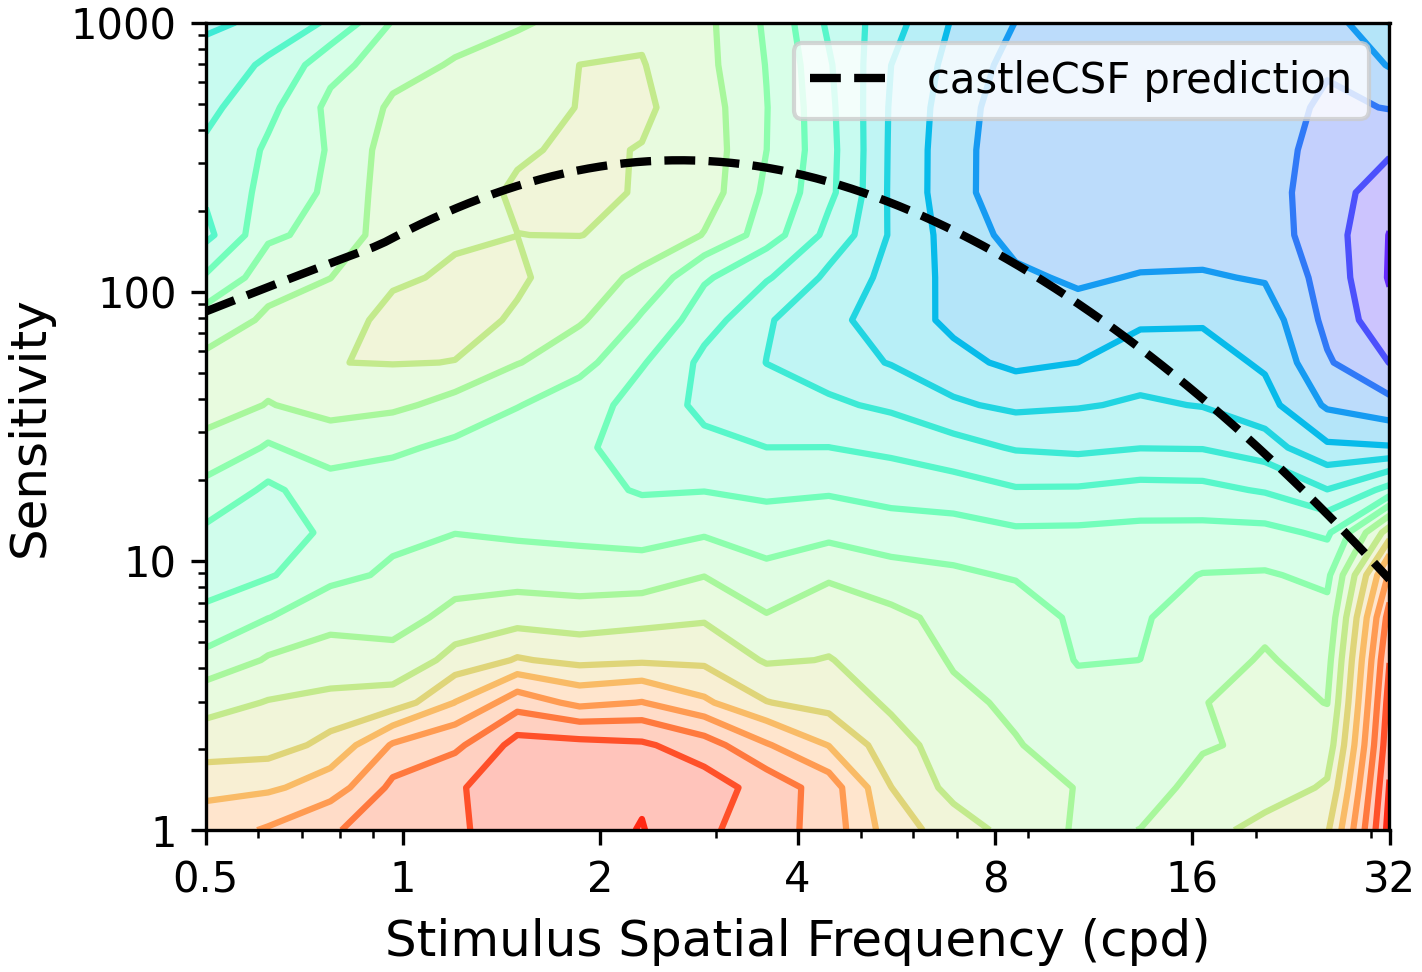 1000
castleCSF prediction
100
Sensitivity
10
1
0.5 1 2 4 8 16 32
Stimulus Spatial Frequency (cpd)